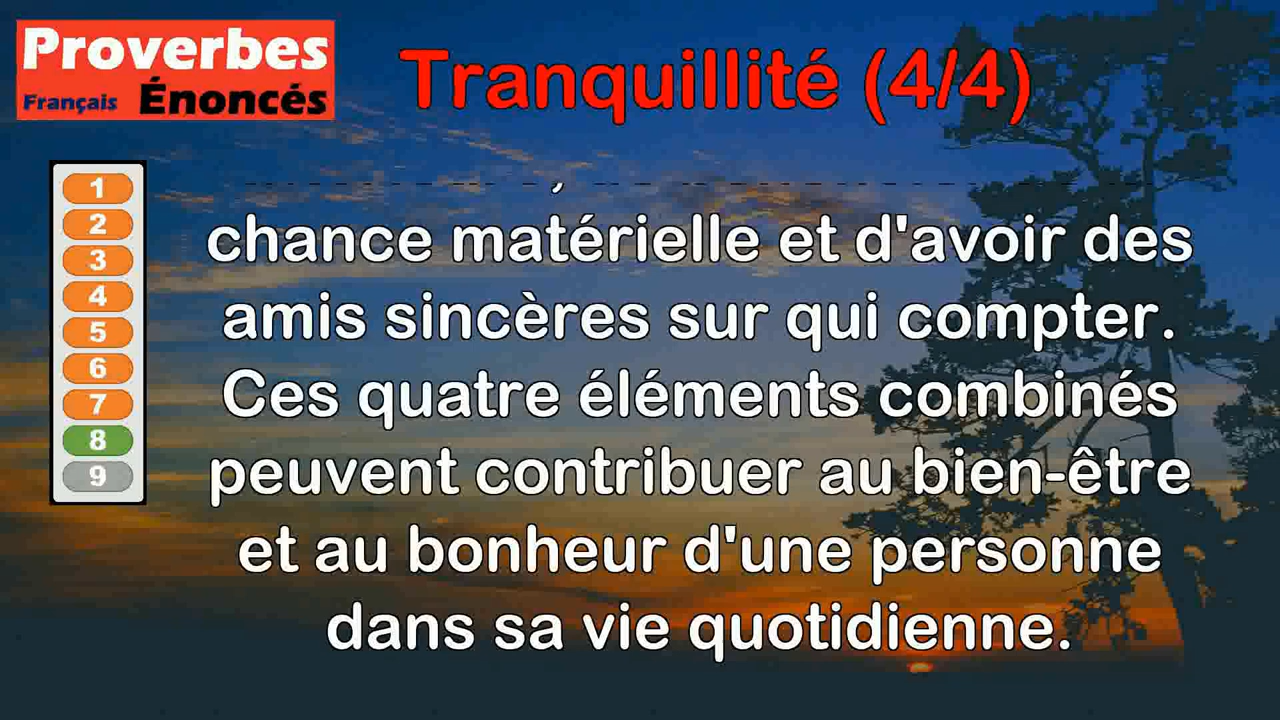 Proverbes
Français Énoncés
Tranquillité (4/4)
1
2
3
4
5
6
7
8
9
chance matérielle et d'avoir des
amis sincères sur qui compter.
Ces quatre éléments combinés
peuvent contribuer au bien-être
et au bonheur d'une personne
dans sa vie quotidienne.